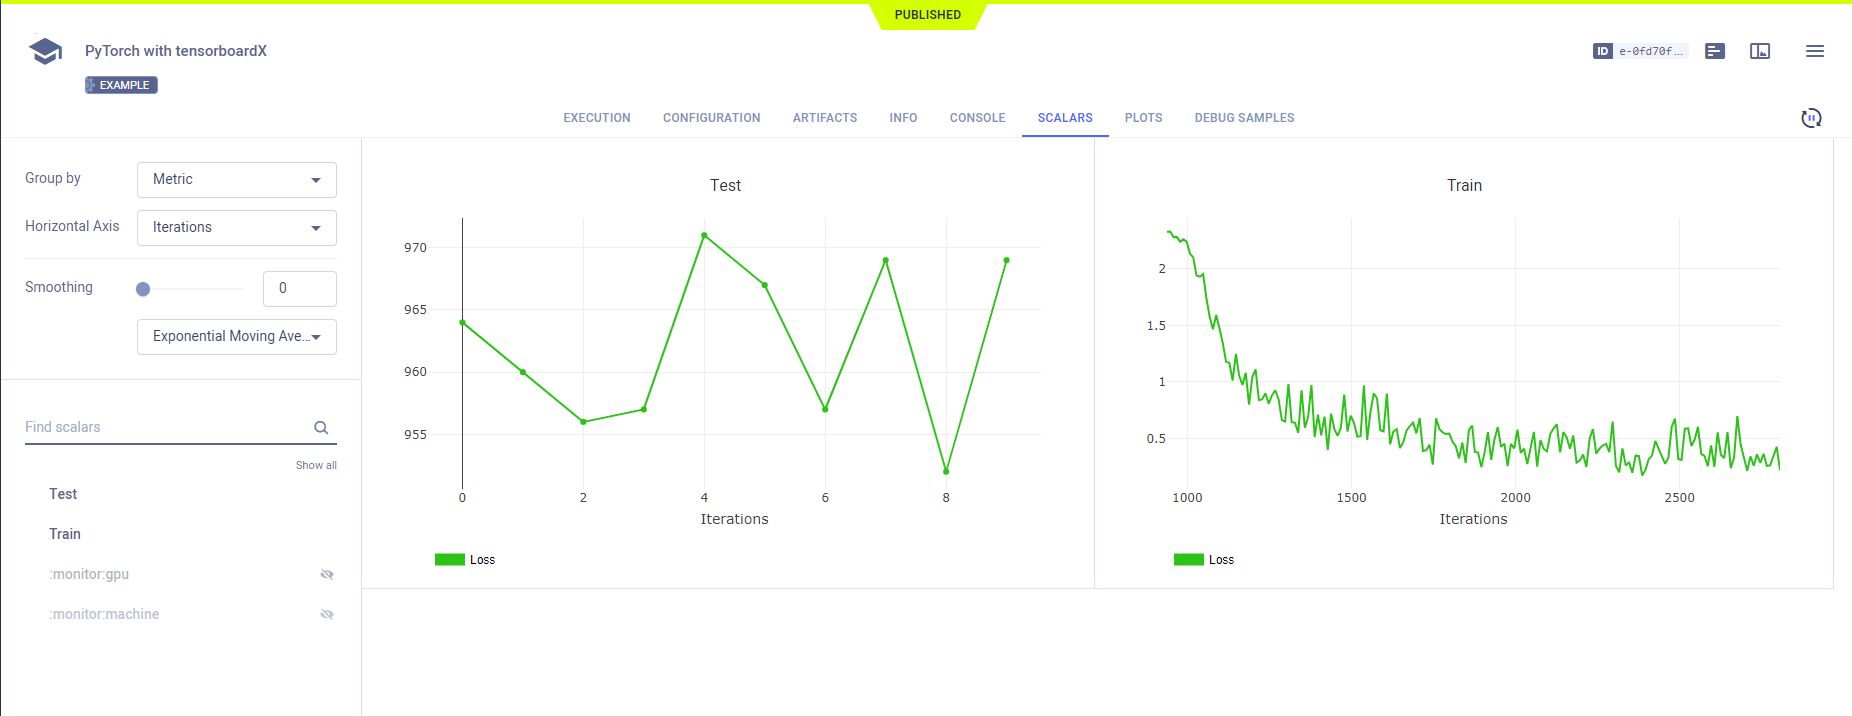 PUBLISHED
PyTorch with tensorboardX
ID e-0fd70f...
EXAMPLE
EXECUTION CONFIGURATION ARTIFACTS INFO CONSOLE SCALARS PLOTS DEBUG SAMPLES
Group by Metric
Horizontal Axis Iterations
Smoothing 0
Exponential Moving Ave...
Find scalars
Show all
Test
Train
:monitor:gpu
:monitor:machine
Test
970
965
960
955
0 2 4 6 8
Iterations
Loss
Train
2
1.5
1
0.5
1000 1500 2000 2500
Iterations
Loss